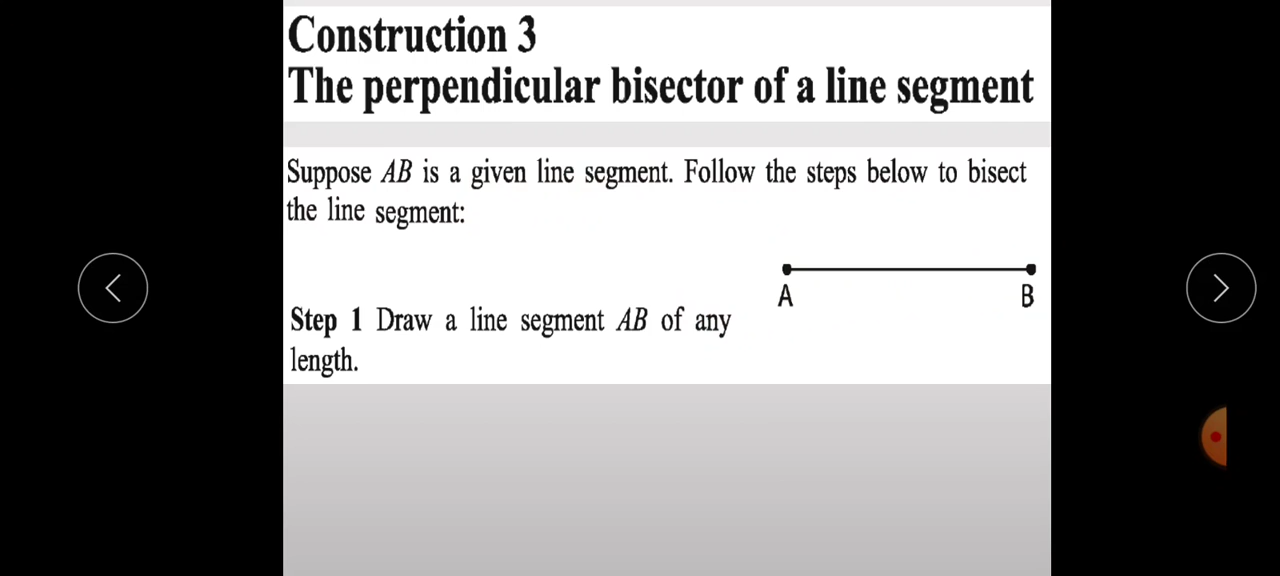 Construction 3
The perpendicular bisector of a line segment
Suppose AB is a given line segment. Follow the steps below to bisect
the line segment:
A B
Step 1 Draw a line segment AB of any
length.